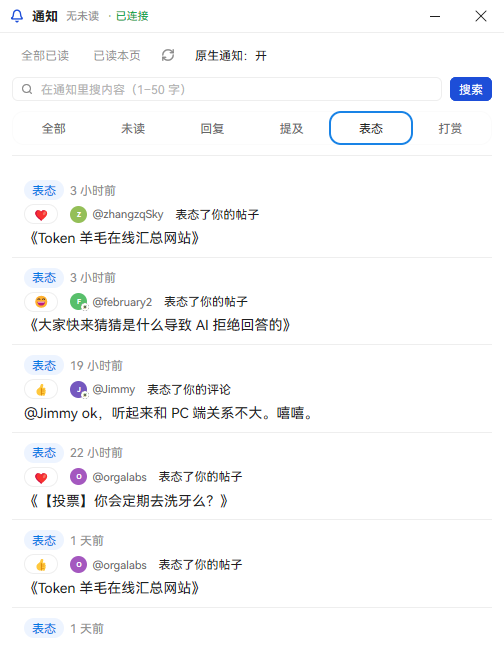 通知 无未读 · 已连接
全部已读 已读本页 原生通知：开
在通知里搜内容（1–50 字） 搜索
全部 未读 回复 提及 表态 打赏
表态 3 小时前
❤️ Z @zhangzqSky 表态了你的帖子
《Token 羊毛在线汇总网站》
表态 3 小时前
😄 F @february2 表态了你的帖子
《大家快来猜猜是什么导致 AI 拒绝回答的》
表态 19 小时前
👍 J @Jimmy 表态了你的评论
@Jimmy ok，听起来和 PC 端关系不大。嘻嘻。
表态 22 小时前
❤️ O @orgalabs 表态了你的帖子
《【投票】你会定期去洗牙么？》
表态 1 天前
👍 O @orgalabs 表态了你的帖子
《Token 羊毛在线汇总网站》
表态 1 天前